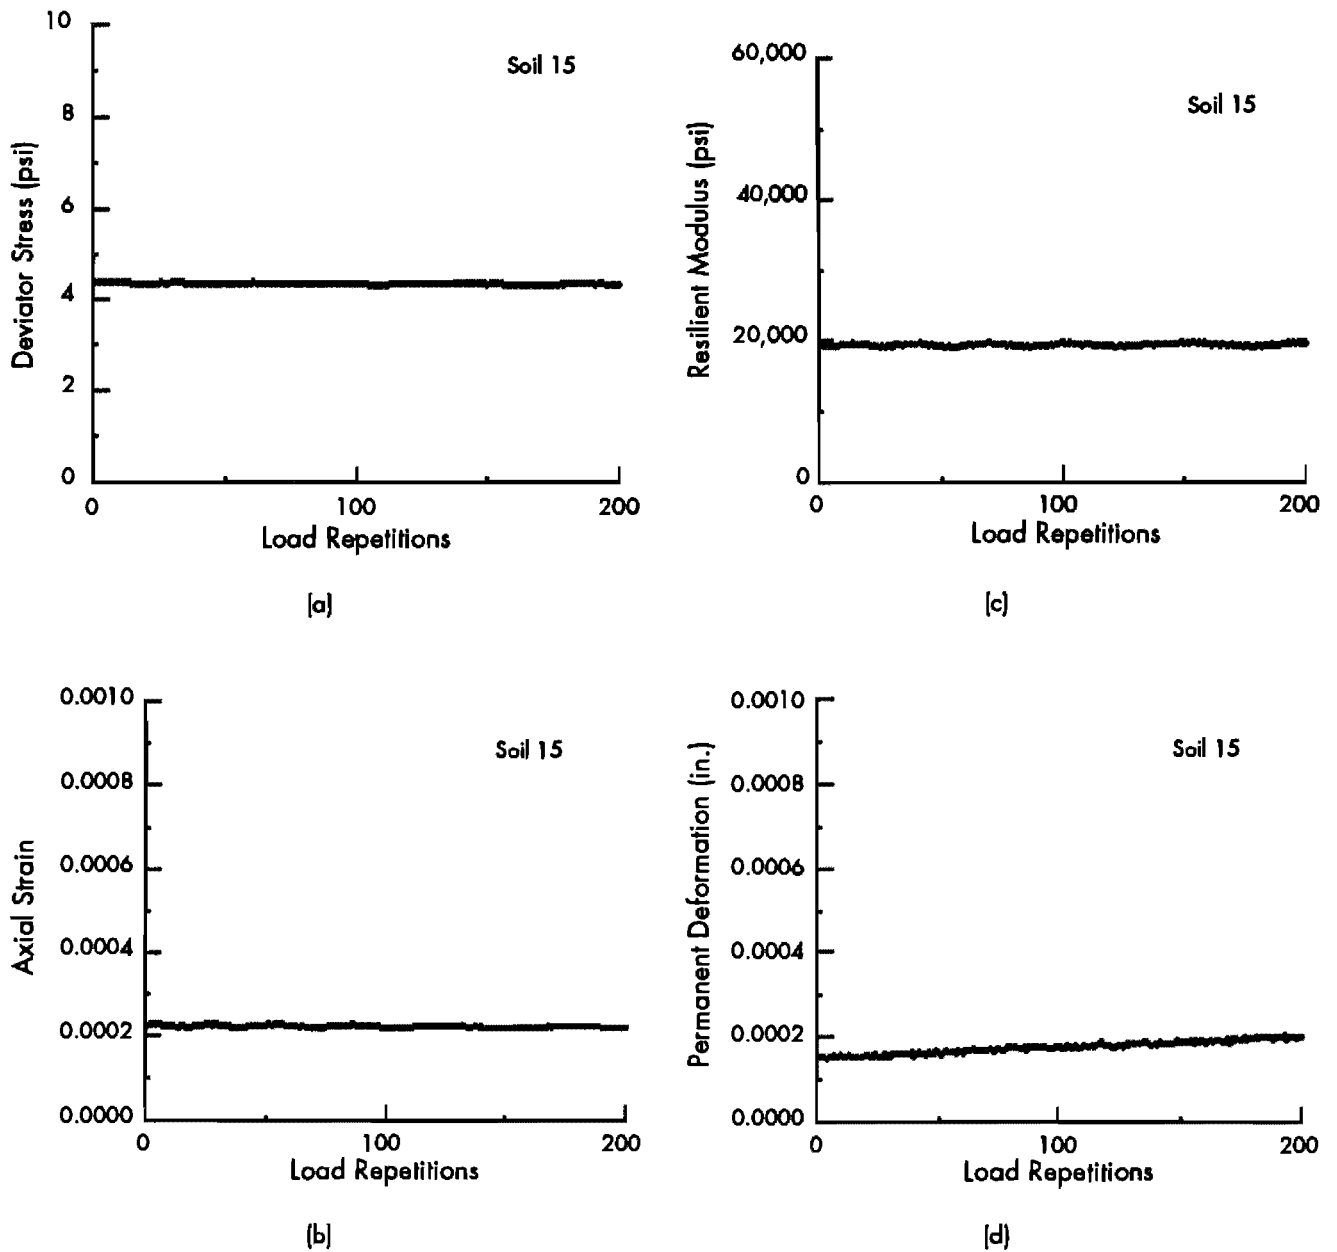 10
8
6
4
2
0
Deviator Stress (psi)
Soil 15
0 100 200
Load Repetitions
(a)
60,000
40,000
20,000
0
Resilient Modulus (psi)
Soil 15
0 100 200
Load Repetitions
(c)
0.0010
0.0008
0.0006
0.0004
0.0002
0.0000
Axial Strain
Soil 15
0 100 200
Load Repetitions
(b)
0.0010
0.0008
0.0006
0.0004
0.0002
0.0000
Permanent Deformation (in.)
Soil 15
0 100 200
Load Repetitions
(d)